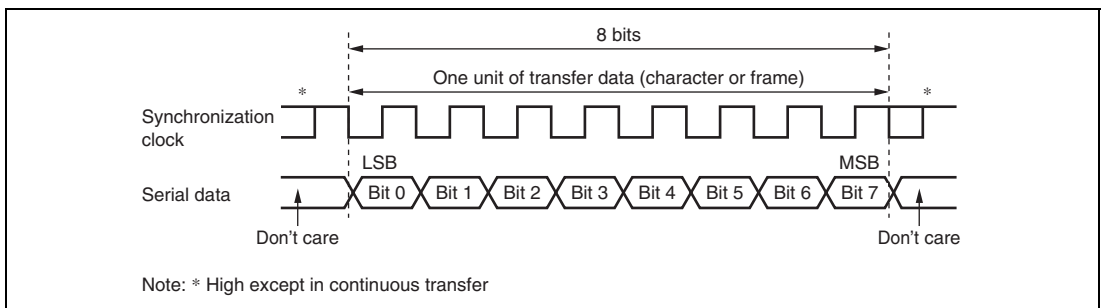 8 bits
One unit of transfer data (character or frame)
*
*
Synchronization
clock
LSB
MSB
Serial data
Bit 0 Bit 1 Bit 2 Bit 3 Bit 4 Bit 5 Bit 6 Bit 7
Don't care
Don't care
Note: * High except in continuous transfer